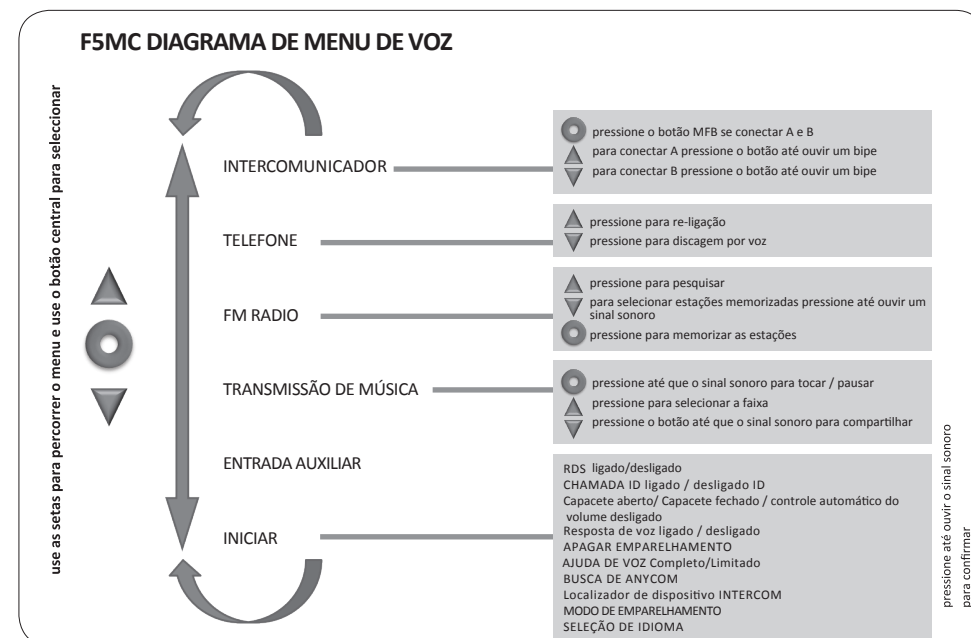 F5MC DIAGRAMA DE MENU DE VOZ
use as setas para percorrer o menu e use o botão central para seleccionar
INTERCOMUNICADOR
pressione o botão MFB se conectar A e B
para conectar A pressione o botão até ouvir um bipe
para conectar B pressione o botão até ouvir um bipe
TELEFONE
pressione para re-ligação
pressione para discagem por voz
FM RADIO
pressione para pesquisar
para selecionar estações memorizadas pressione até ouvir um
sinal sonoro
pressione para memorizar as estações
TRANSMISSÃO DE MÚSICA
pressione até que o sinal sonoro para tocar / pausar
pressione para selecionar a faixa
pressione o botão até que o sinal sonoro para compartilhar
ENTRADA AUXILIAR
INICIAR
RDS ligado/desligado
CHAMADA ID ligado / desligado ID
Capacete aberto/ Capacete fechado / controle automático do
volume desligado
Resposta de voz ligado / desligado
APAGAR EMPARELHAMENTO
AJUDA DE VOZ Completo/Limitado
BUSCA DE ANYCOM
Localizador de dispositivo INTERCOM
MODO DE EMPARELHAMENTO
SELEÇÃO DE IDIOMA
pressione até ouvir o sinal sonoro
para confirmar